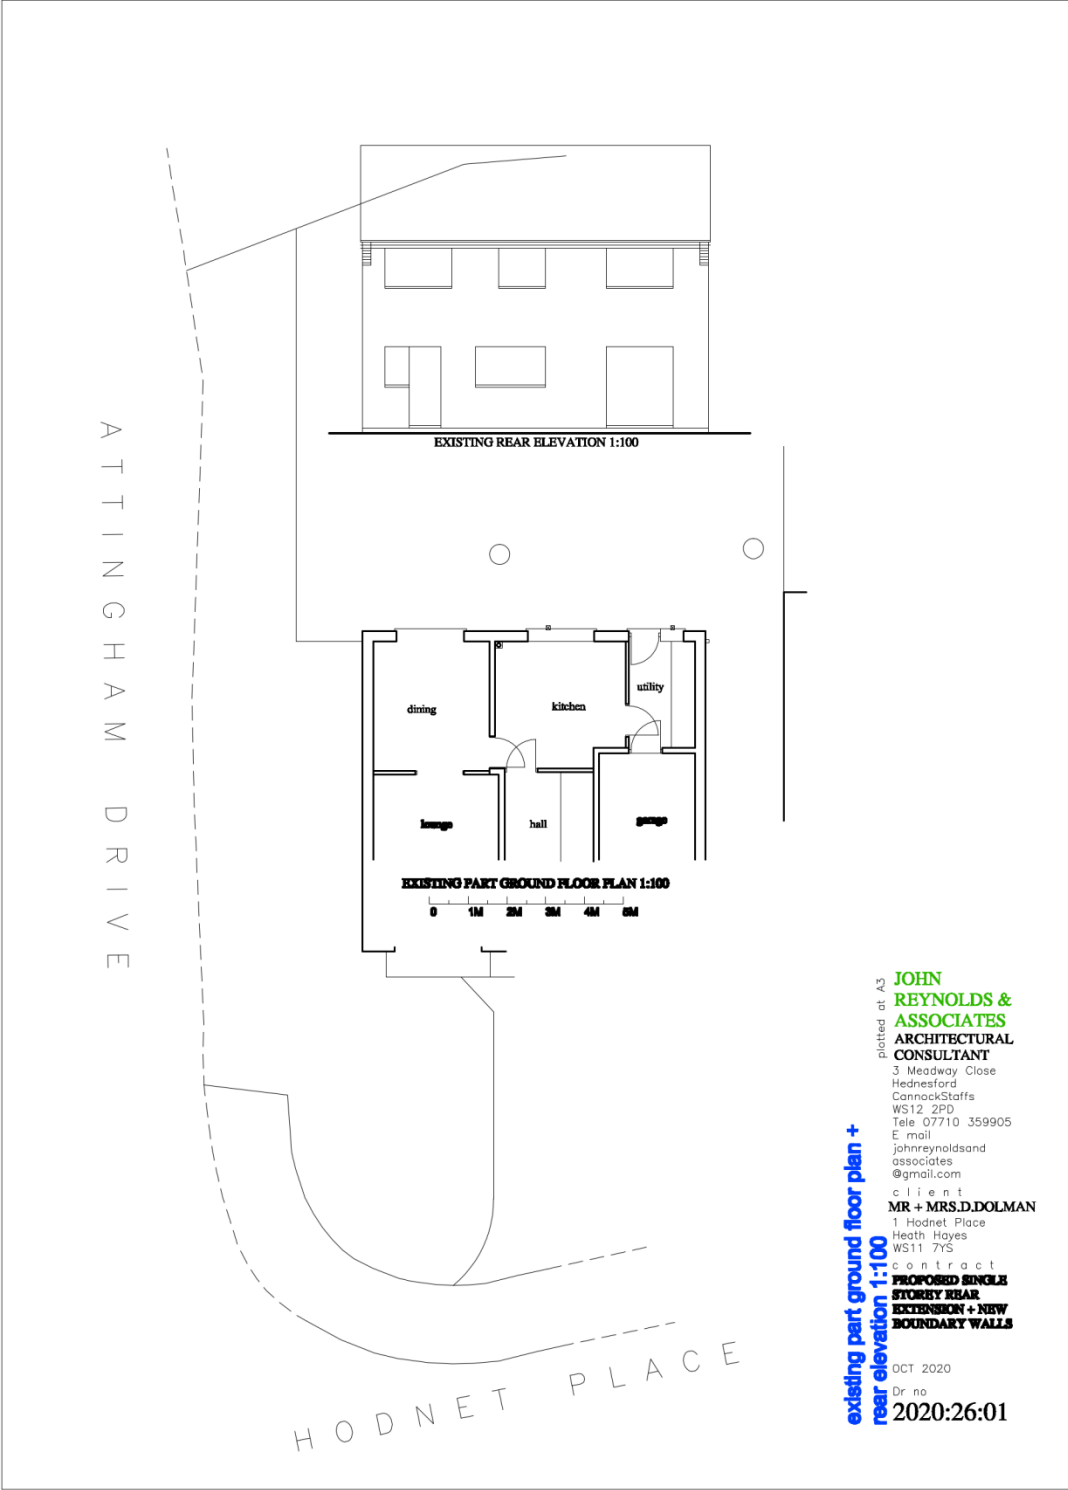 ATTINGHAM DRIVE
EXISTING REAR ELEVATION 1:100
dining
kitchen
utility
lounge
hall
garage
EXISTING PART GROUND FLOOR PLAN 1:100
0 1M 2M 3M 4M 5M
HODNET PLACE
plotted at A3
JOHN
REYNOLDS &
ASSOCIATES
ARCHITECTURAL
CONSULTANT
3 Meadway Close
Hednesford
CannockStaffs
WS12 2PD
Tele 07710 359905
E mail
johnreynoldsand
associates
@gmail.com
client
MR + MRS.D.DOLMAN
1 Hodnet Place
Heath Hayes
WS11 7YS
contract
PROPOSED SINGLE
STOREY REAR
EXTENSION + NEW
BOUNDARY WALLS
OCT 2020
Dr no
2020:26:01
existing part ground floor plan +
rear elevation 1:100